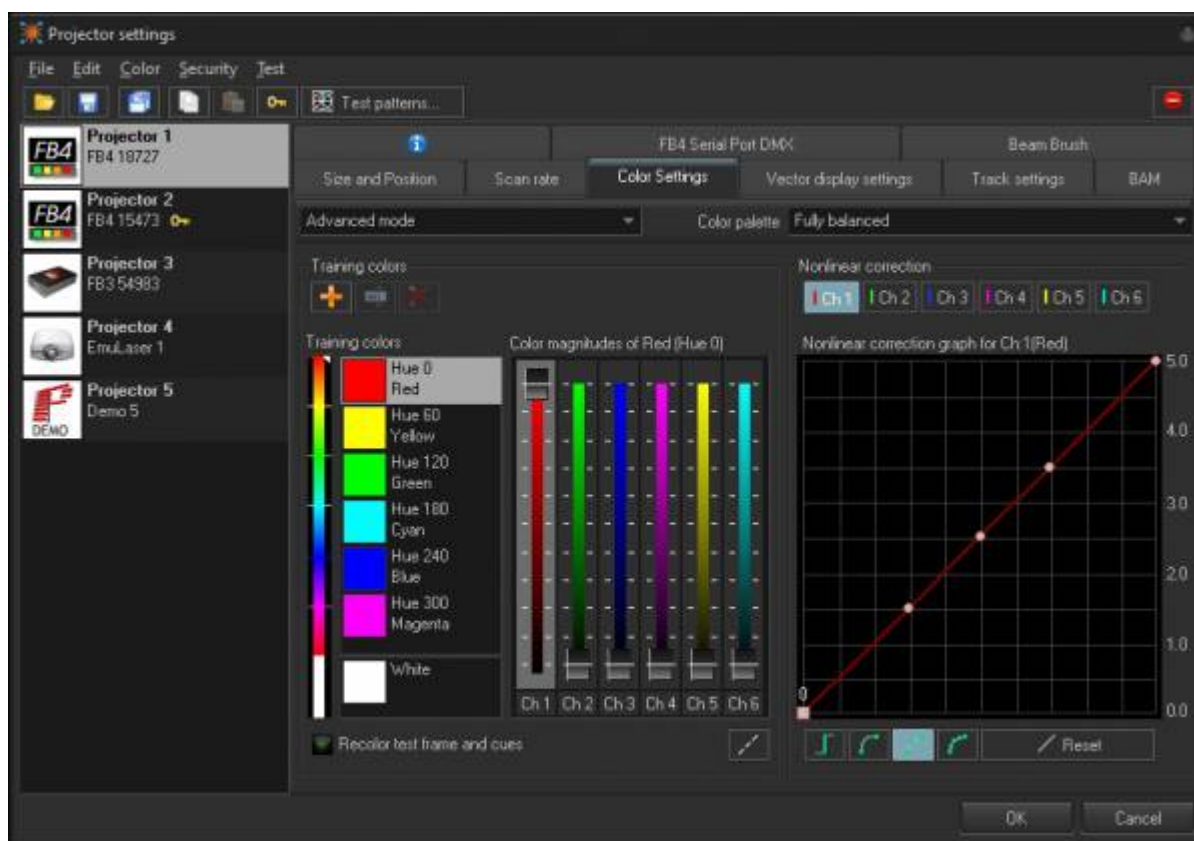 Projector settings
File Edit Color Security Test
Test patterns...
FB4 Projector 1
FB4 18727
FB4 Projector 2
FB4 15473
Projector 3
FB3 54983
Projector 4
EmuLaser 1
Projector 5
Demo 5
DEMO
FB4 Serial Port DMX Beam Brush
Size and Position Scan rate Color Settings Vector display settings Track settings BAM
Advanced mode Color palette Fully balanced
Training colors
Training colors
Hue 0
Red
Hue 60
Yellow
Hue 120
Green
Hue 180
Cyan
Hue 240
Blue
Hue 300
Magenta
White
Color magnitudes of Red (Hue 0)
Ch 1 Ch 2 Ch 3 Ch 4 Ch 5 Ch 6
Recolor test frame and cues
Nonlinear correction
Ch 1 Ch 2 Ch 3 Ch 4 Ch 5 Ch 6
Nonlinear correction graph for Ch 1(Red)
5.0
4.0
3.0
2.0
1.0
0
0.0
Reset
OK Cancel